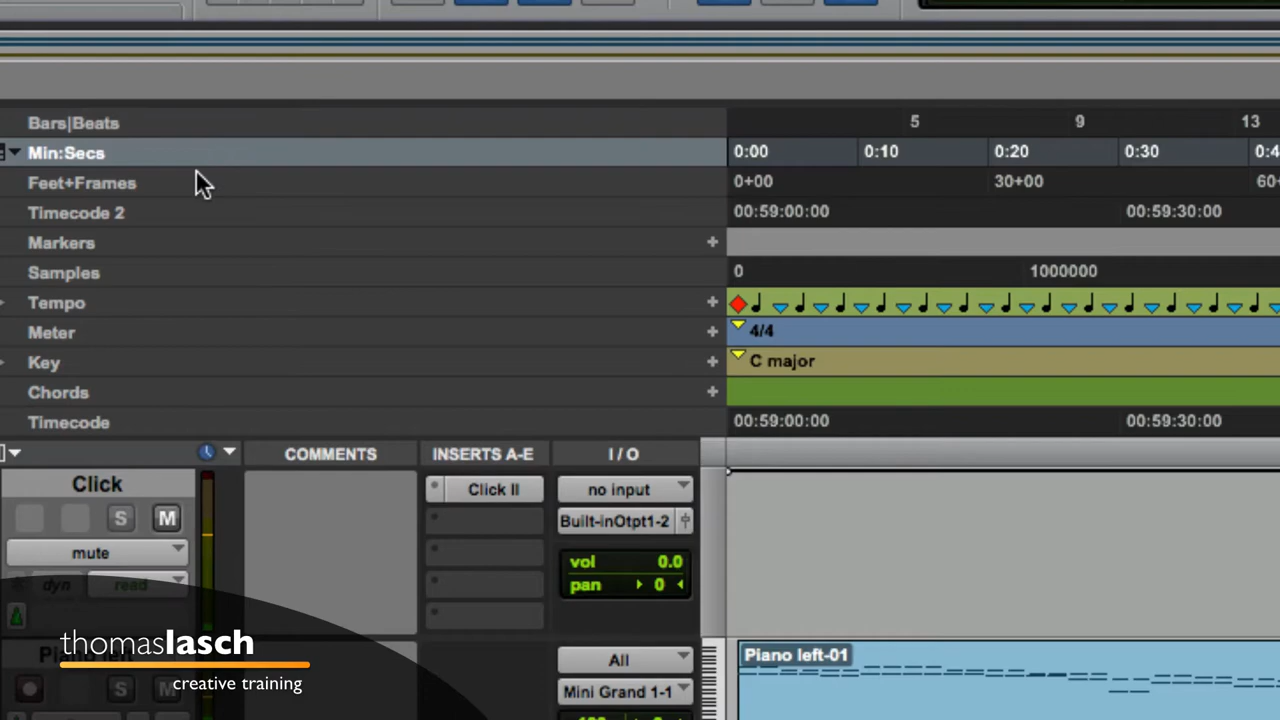 Bars|Beats 5 9 13
Min:Secs 0:00 0:10 0:20 0:30 0:4
Feet+Frames 0+00 30+00 60+
Timecode 2 00:59:00:00 00:59:30:00
Markers +
Samples 0 1000000
Tempo +
Meter + 4/4
Key + C major
Chords +
Timecode 00:59:00:00 00:59:30:00
COMMENTS INSERTS A-E I / O
Click Click II no input
S M Built-inOtpt1-2
mute vol 0.0
dyn read pan 0
thomaslasch
creative training
Piano left All Piano left-01
S M Mini Grand 1-1